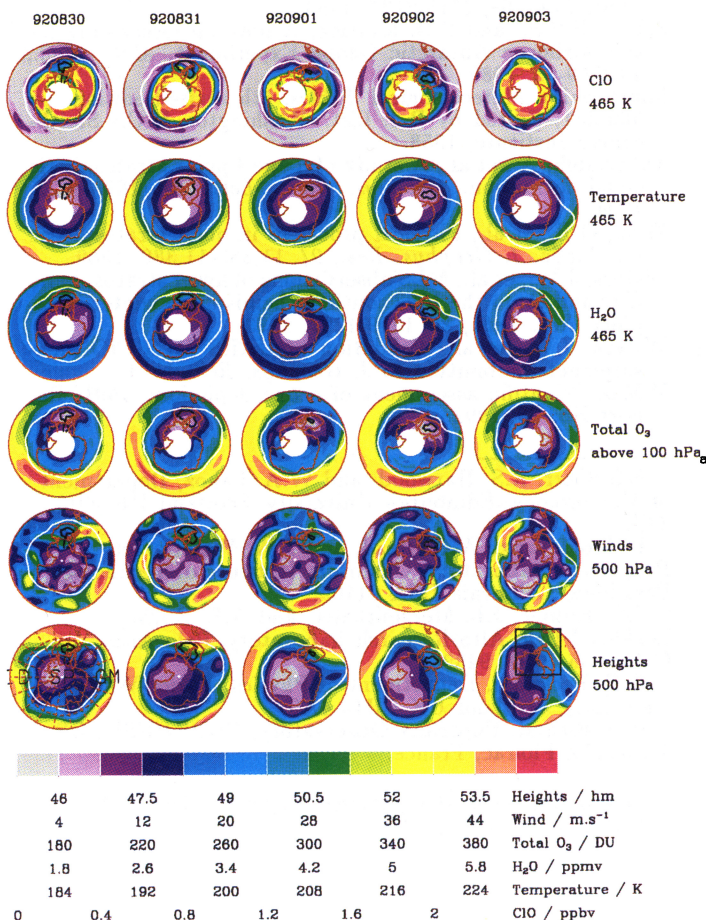 920830 920831 920901 920902 920903
ClO
465 K
Temperature
465 K
H₂O
465 K
Total O₃
above 100 hPa
a
Winds
500 hPa
Heights
500 hPa
46 47.5 49 50.5 52 53.5 Heights / hm
4 12 20 28 36 44 Wind / m.s⁻¹
180 220 260 300 340 380 Total O₃ / DU
1.8 2.6 3.4 4.2 5 5.8 H₂O / ppmv
184 192 200 208 216 224 Temperature / K
0 0.4 0.8 1.2 1.6 2 ClO / ppbv